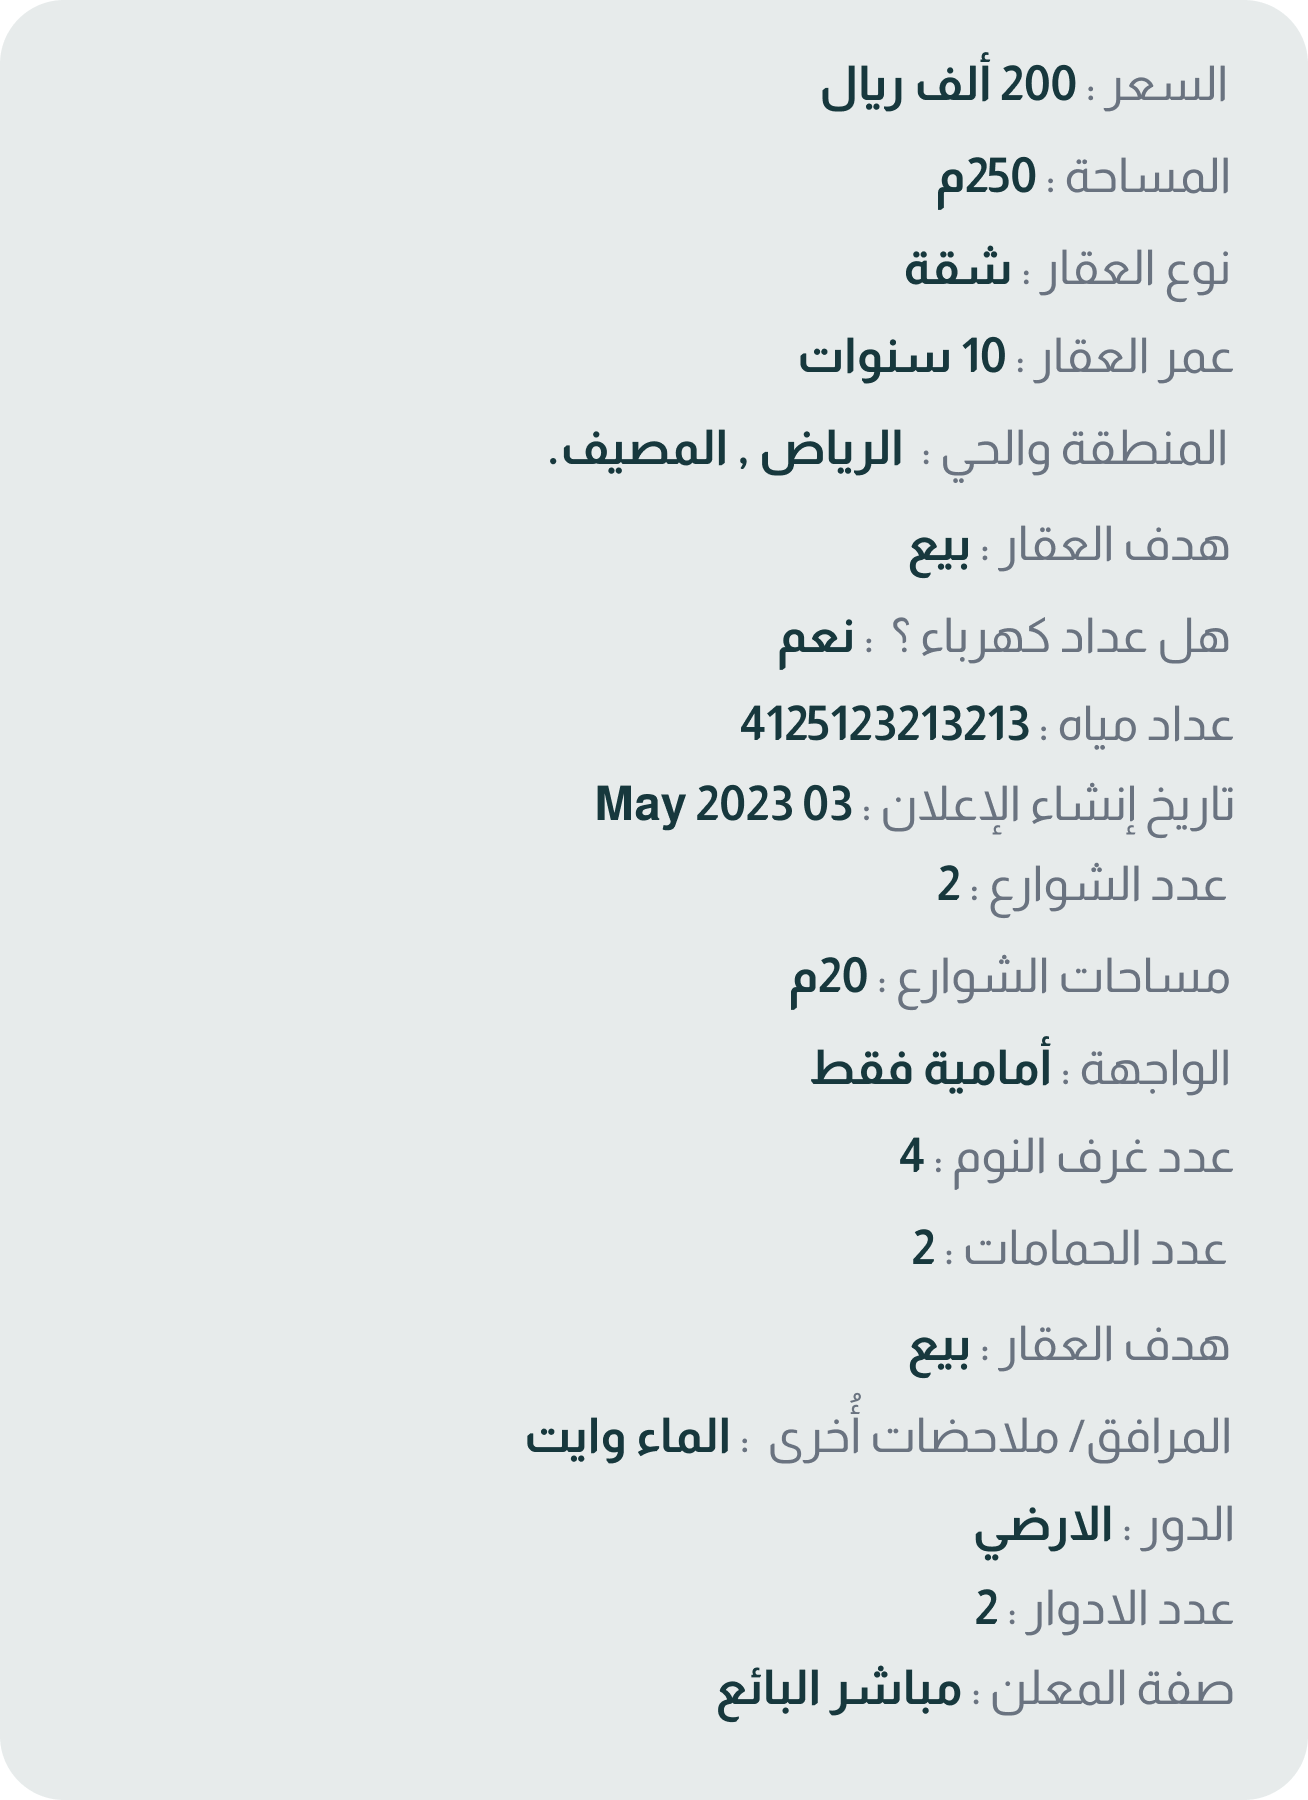 السعر : 200 ألف ريال
المساحة : 250م
نوع العقار : شقة
عمر العقار : 10 سنوات
المنطقة والحي : الرياض , المصيف.
هدف العقار : بيع
هل عداد كهرباء ؟ : نعم
عداد مياه : 4125123213213
تاريخ إنشاء الإعلان : 03 May 2023
عدد الشوارع : 2
مساحات الشوارع : 20م
الواجهة : أمامية فقط
عدد غرف النوم : 4
عدد الحمامات : 2
هدف العقار : بيع
المرافق/ ملاحضات أُخرى : الماء وايت
الدور : الارضي
عدد الادوار : 2
صفة المعلن : مباشر البائع